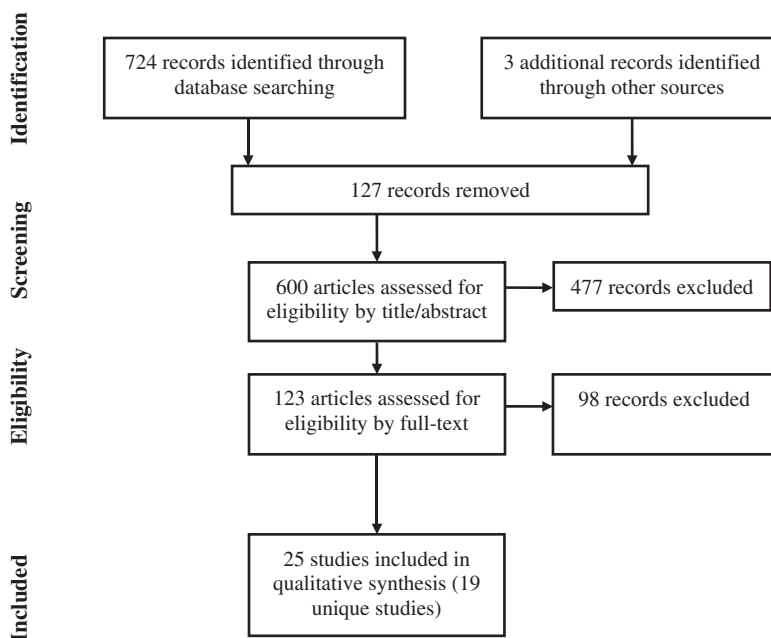 Identification
724 records identified through
database searching
3 additional records identified
through other sources
127 records removed
Screening
600 articles assessed for
eligibility by title/abstract
477 records excluded
Eligibility
123 articles assessed for
eligibility by full-text
98 records excluded
Included
25 studies included in
qualitative synthesis (19
unique studies)